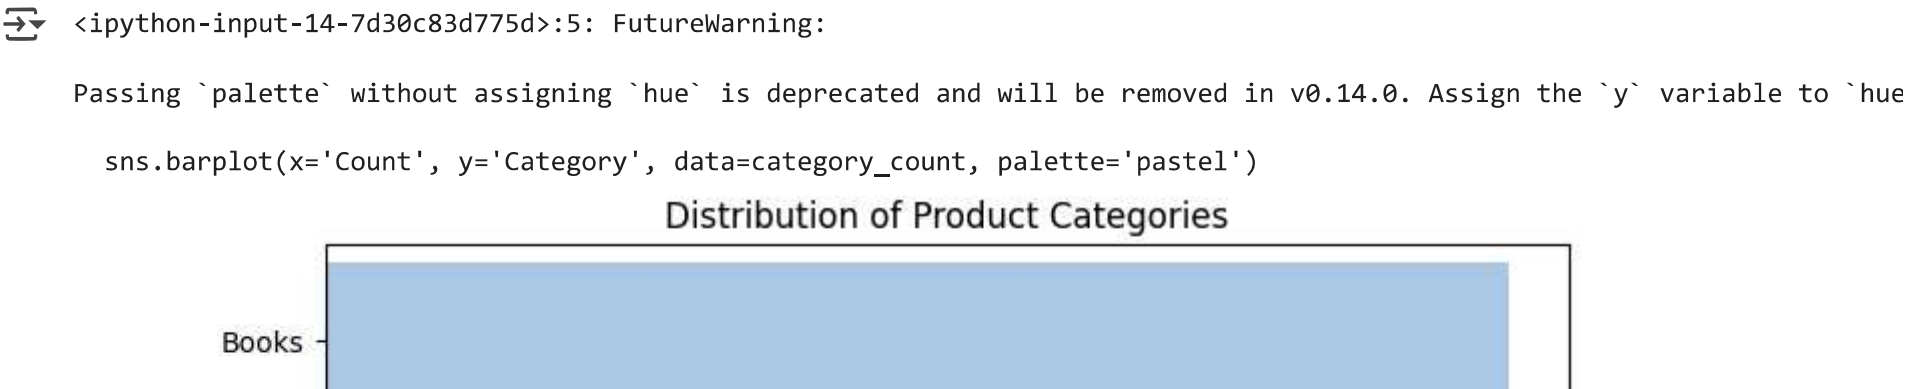 <ipython-input-14-7d30c83d775d>:5: FutureWarning:
Passing `palette` without assigning `hue` is deprecated and will be removed in v0.14.0. Assign the `y` variable to `hue
sns.barplot(x='Count', y='Category', data=category_count, palette='pastel')
Distribution of Product Categories
Books